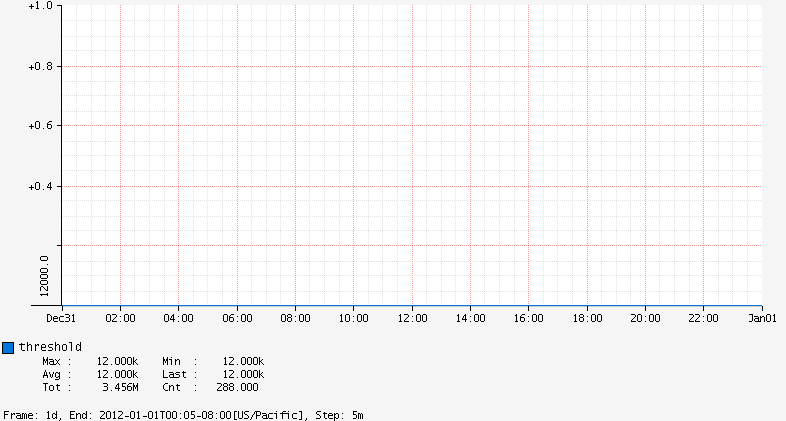 +1.0
+0.8
+0.6
+0.4
12000.0
Dec31 02:00 04:00 06:00 08:00 10:00 12:00 14:00 16:00 18:00 20:00 22:00 Jan01
threshold
Max : 12.000k Min : 12.000k
Avg : 12.000k Last : 12.000k
Tot : 3.456M Cnt : 288.000
Frame: 1d, End: 2012-01-01T00:05-08:00[US/Pacific], Step: 5m